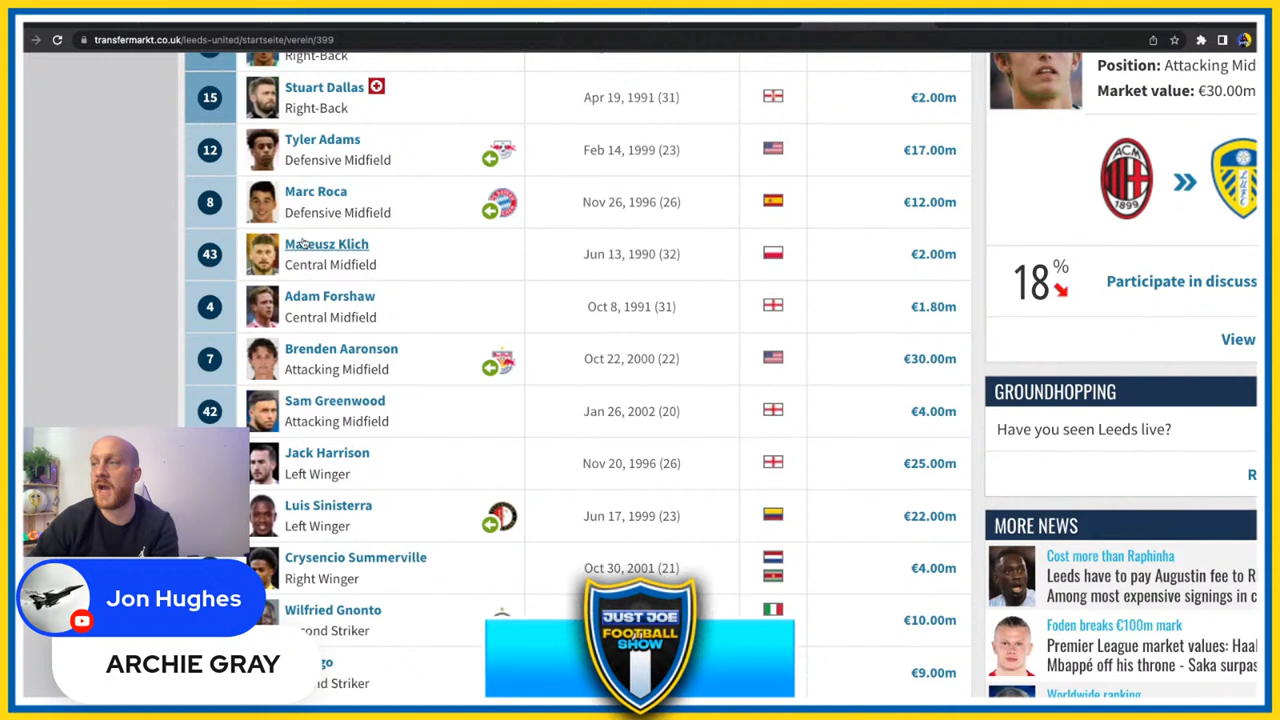 transfermarkt.co.uk/leeds-united/startseite/verein/399
Right-Back
15 Stuart Dallas Apr 19, 1991 (31) €2.00m
Right-Back
12 Tyler Adams Feb 14, 1999 (23) €17.00m
Defensive Midfield
8 Marc Roca Nov 26, 1996 (26) €12.00m
Defensive Midfield
43 Mateusz Klich Jun 13, 1990 (32) €2.00m
Central Midfield
4 Adam Forshaw Oct 8, 1991 (31) €1.80m
Central Midfield
7 Brenden Aaronson Oct 22, 2000 (22) €30.00m
Attacking Midfield
42 Sam Greenwood Jan 26, 2002 (20) €4.00m
Attacking Midfield
Jack Harrison Nov 20, 1996 (26) €25.00m
Left Winger
Luis Sinisterra Jun 17, 1999 (23) €22.00m
Left Winger
Crysencio Summerville Oct 30, 2001 (21) €4.00m
Right Winger
Wilfried Gnonto €10.00m
Striker
€9.00m
Striker
Position: Attacking Mid
Market value: €30.00m
ACM
1899
LUFC
18%
Participate in discuss
View
GROUNDHOPPING
Have you seen Leeds live?
R
MORE NEWS
Cost more than Raphinha
Leeds have to pay Augustin fee to R
Among most expensive signings in c
Foden breaks €100m mark
Premier League market values: Haa
Mbappé off his throne - Saka surpas
Worldwide ranking
Jon Hughes
ARCHIE GRAY
JUST JOE
FOOTBALL
SHOW